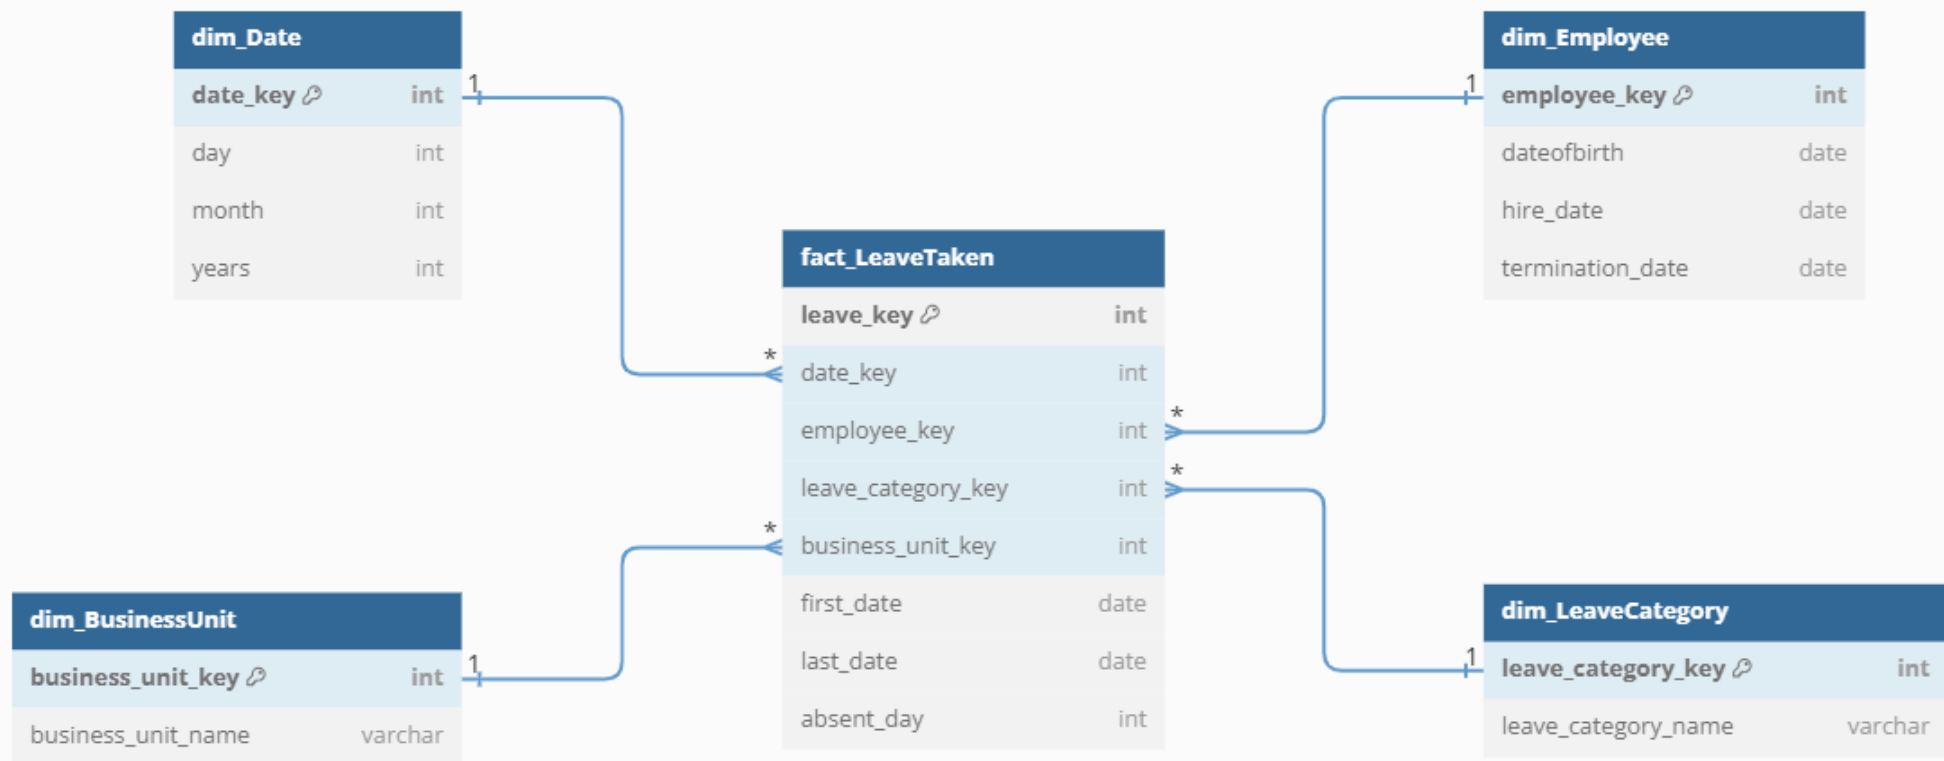 dim_Date
date_key int
day int
month int
years int
1
dim_Employee
employee_key int
dateofbirth date
hire_date date
termination_date date
1
fact_LeaveTaken
leave_key int
date_key int
employee_key int
leave_category_key int
business_unit_key int
first_date date
last_date date
absent_day int
*
*
*
*
dim_BusinessUnit
business_unit_key int
business_unit_name varchar
1
dim_LeaveCategory
leave_category_key int
leave_category_name varchar
1